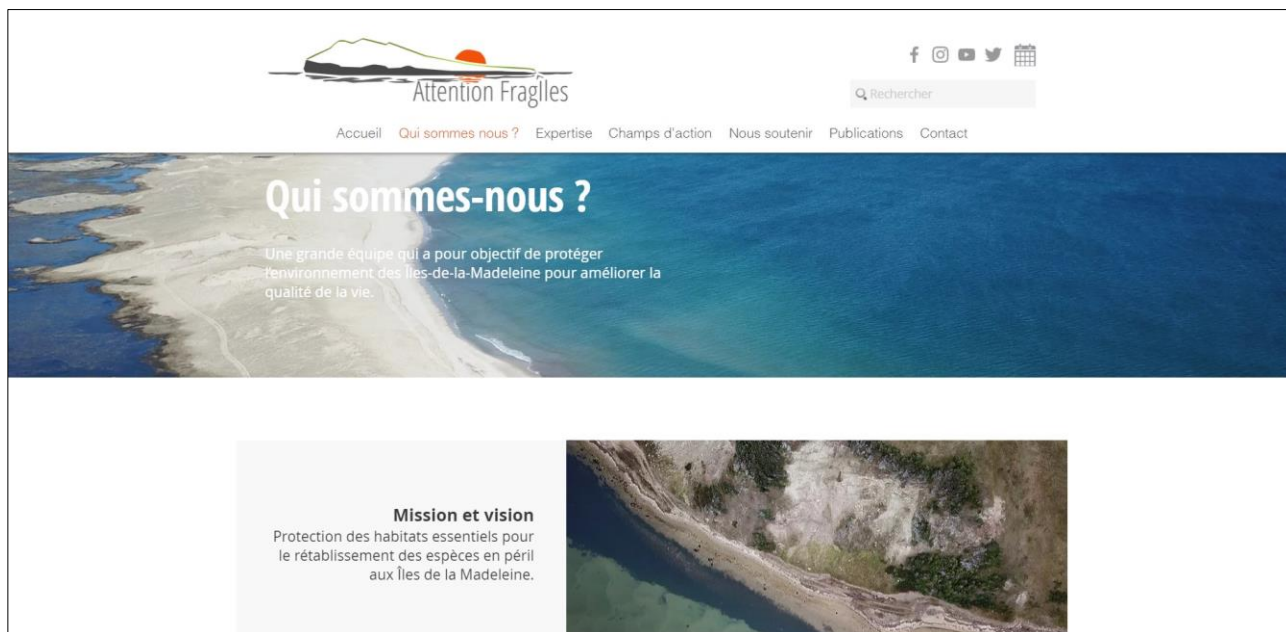 Attention FragÎles
Rechercher
Accueil Qui sommes nous ? Expertise Champs d'action Nous soutenir Publications Contact
Qui sommes-nous ?
Une grande équipe qui a pour objectif de protéger
l'environnement des Îles-de-la-Madeleine pour améliorer la
qualité de la vie.
Mission et vision
Protection des habitats essentiels pour
le rétablissement des espèces en péril
aux Îles de la Madeleine.